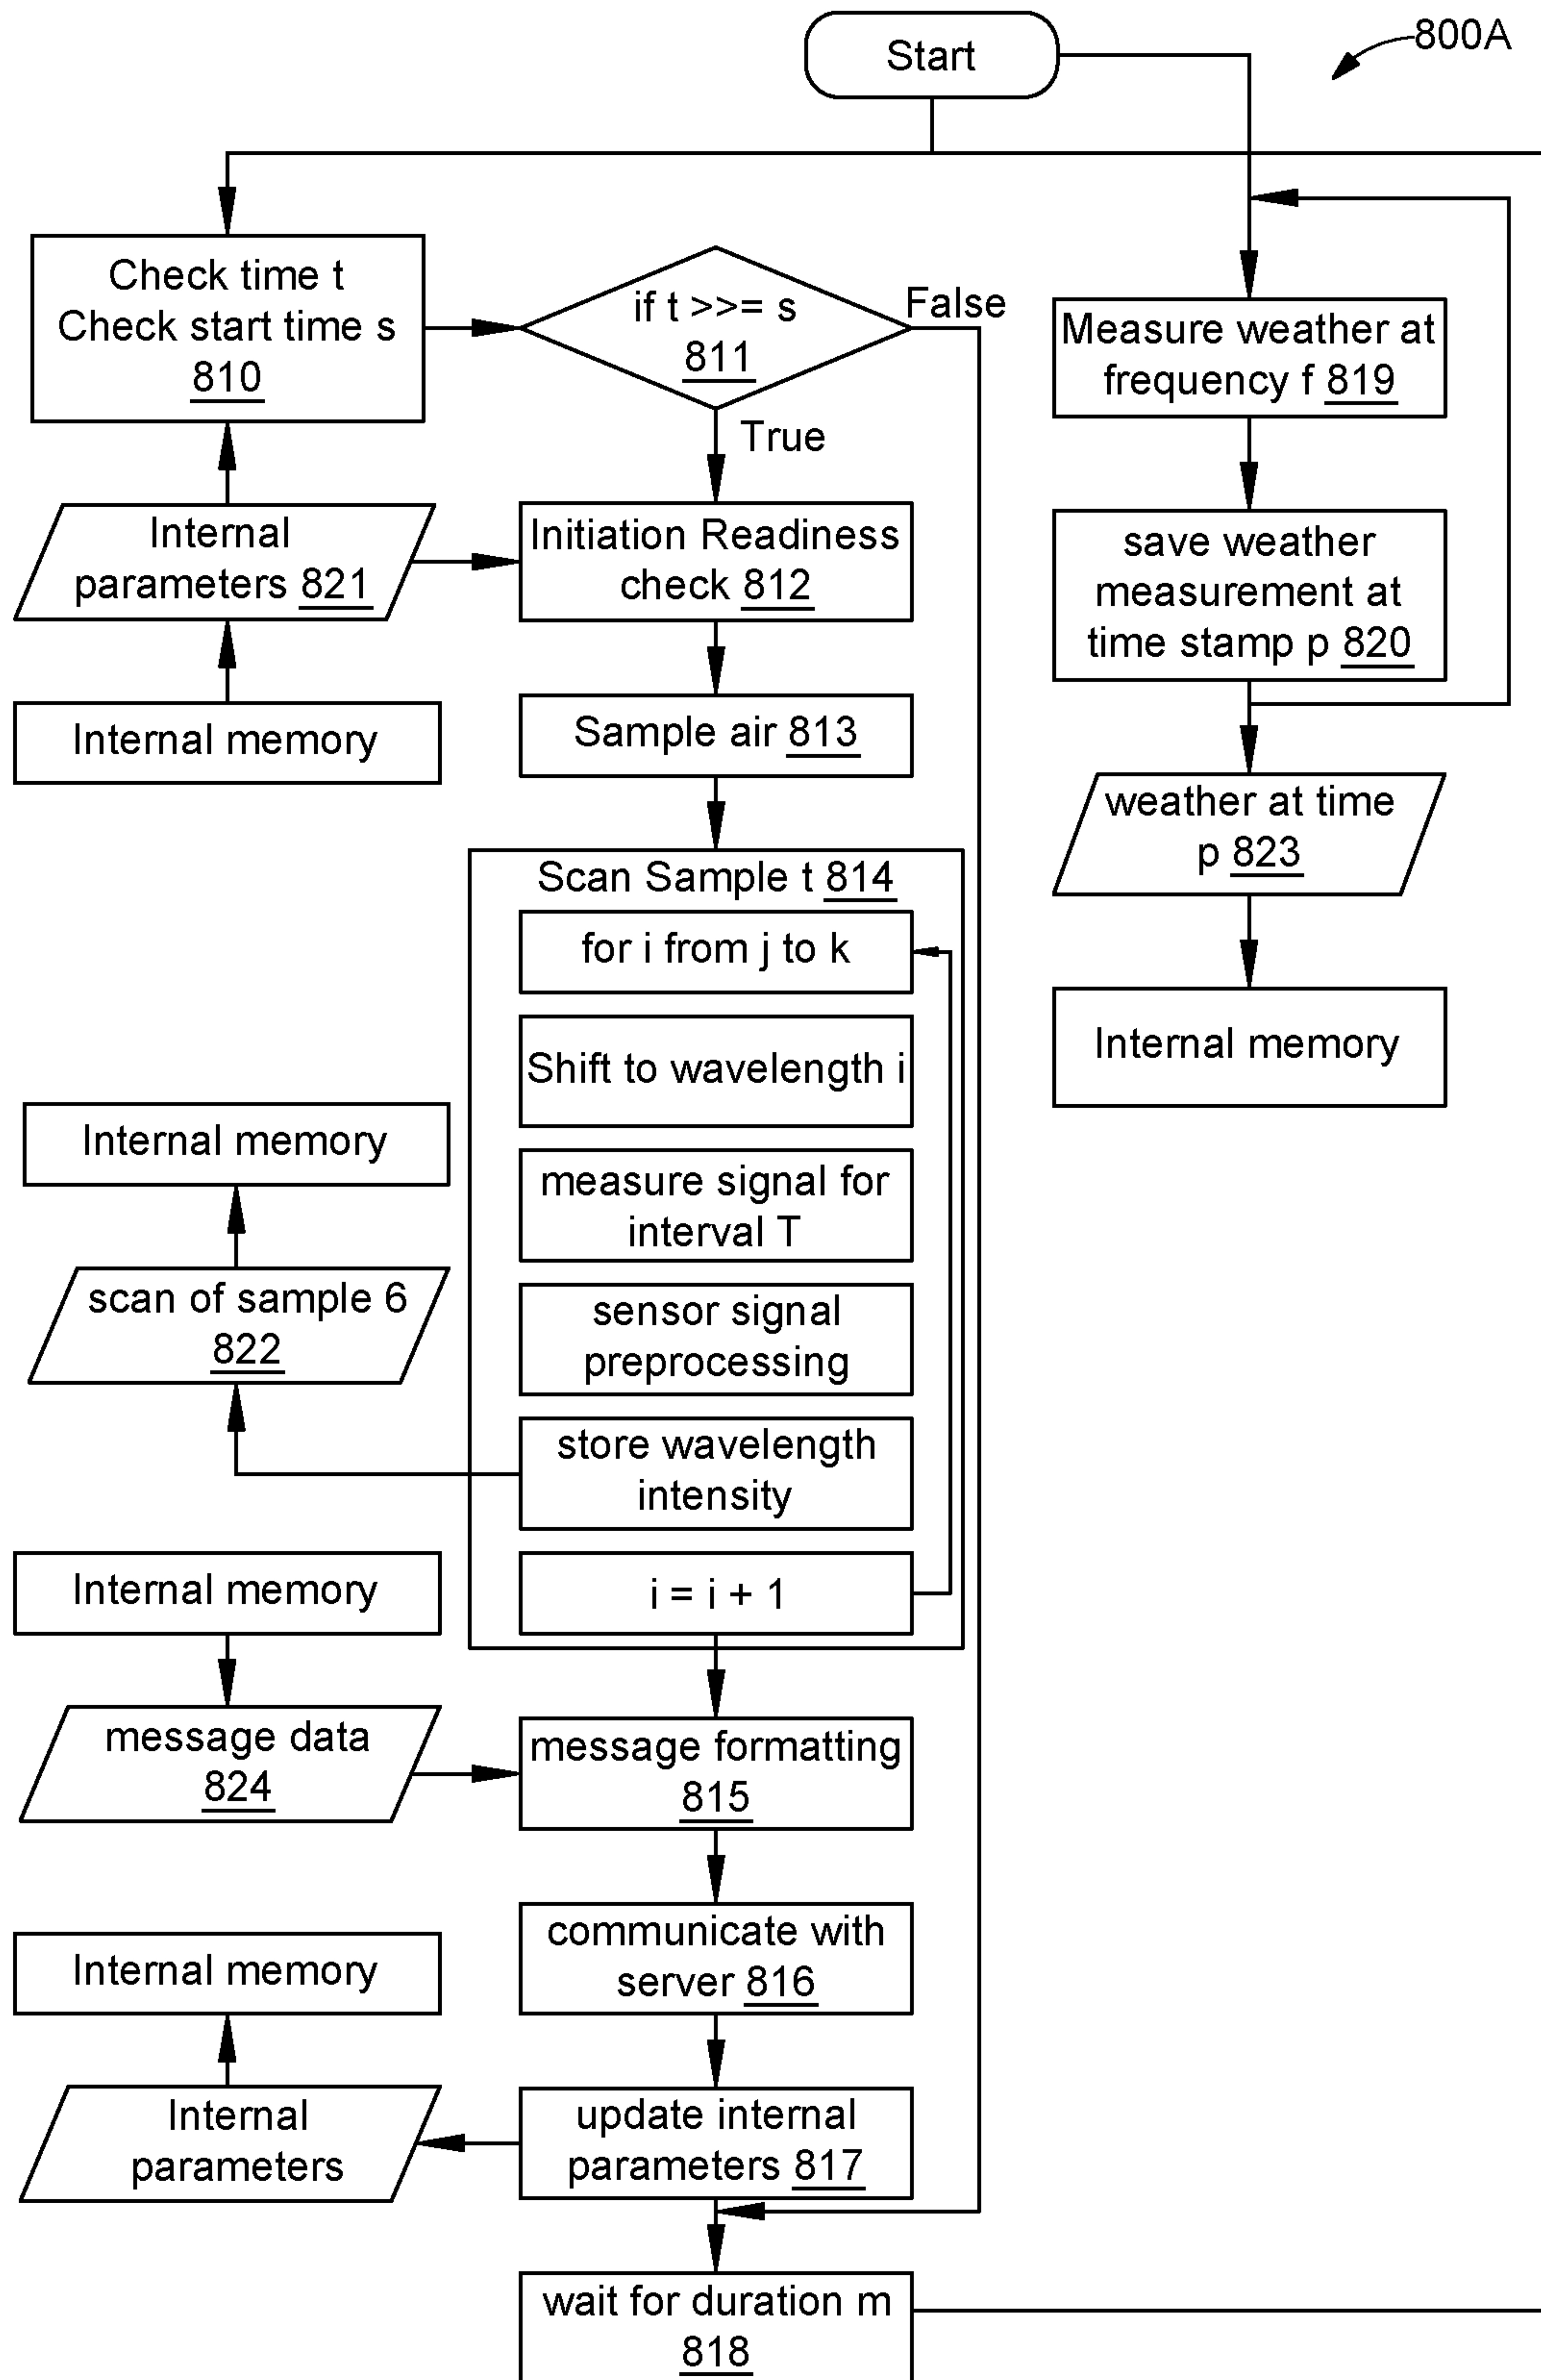 Start
800A
Check time t
Check start time s
810
if t >>= s
811
False
True
Measure weather at
frequency f 819
Internal
parameters 821
Initiation Readiness
check 812
save weather
measurement at
time stamp p 820
Internal memory
Sample air 813
weather at time
p 823
Scan Sample t 814
for i from j to k
Shift to wavelength i
Internal memory
Internal memory
measure signal for
interval T
scan of sample 6
822
sensor signal
preprocessing
store wavelength
intensity
Internal memory
i = i + 1
message data
824
message formatting
815
communicate with
server 816
Internal memory
Internal
parameters
update internal
parameters 817
wait for duration m
818